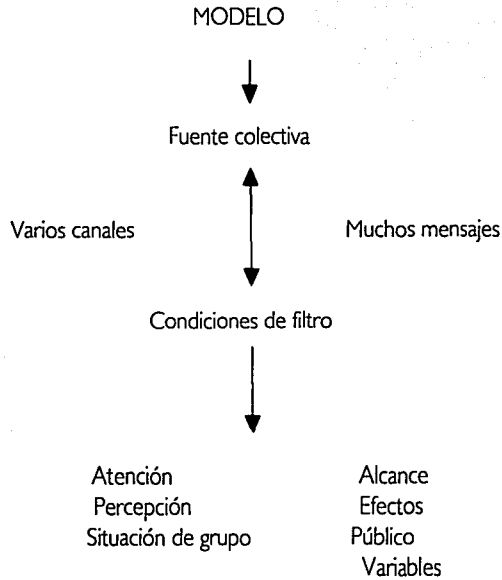 MODELO
Fuente colectiva
Varios canales
Muchos mensajes
Condiciones de filtro
Atención
Percepción
Situación de grupo
Alcance
Efectos
Público
Variables